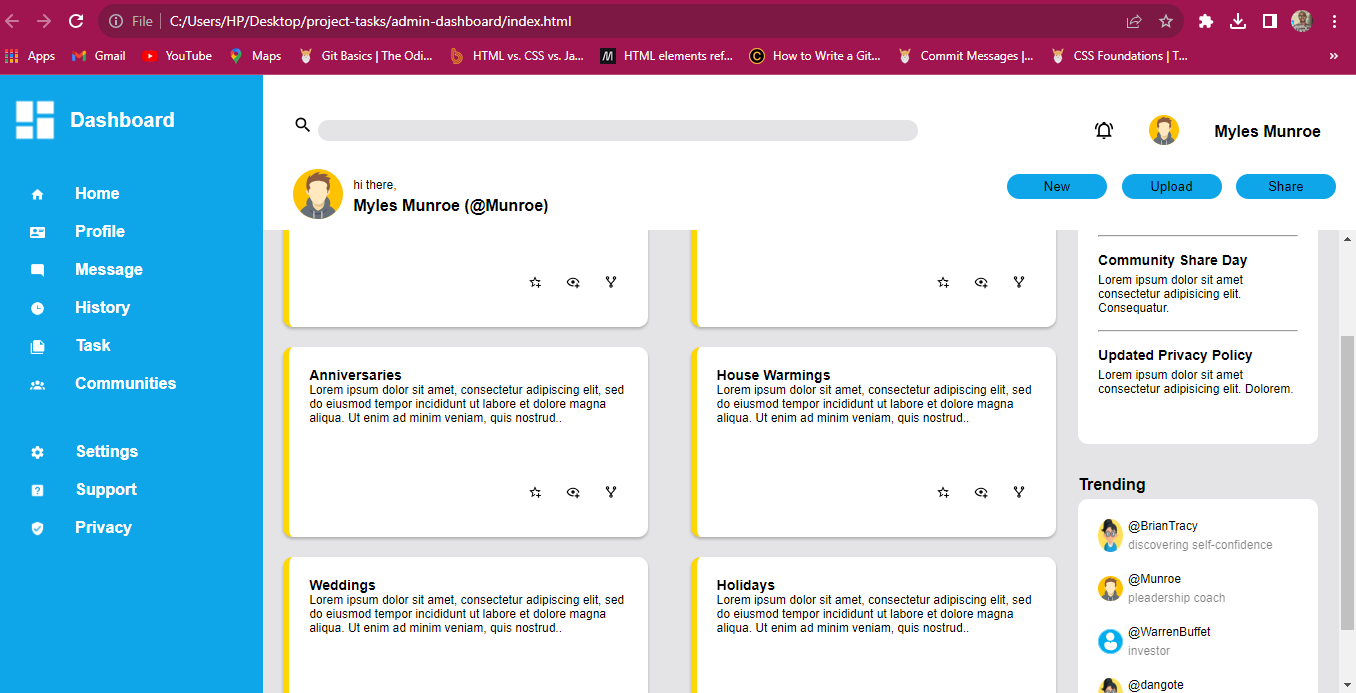 File
C:/Users/HP/Desktop/project-tasks/admin-dashboard/index.html
Apps
Gmail
YouTube
Maps
Git Basics | The Odi...
HTML vs. CSS vs. Ja...
HTML elements ref...
How to Write a Git...
Commit Messages |...
CSS Foundations | T...
»
Dashboard
Home
Profile
Message
History
Task
Communities
Settings
Support
Privacy
Myles Munroe
hi there,
Myles Munroe (@Munroe)
New
Upload
Share
Anniversaries
Lorem ipsum dolor sit amet, consectetur adipiscing elit, sed
do eiusmod tempor incididunt ut labore et dolore magna
aliqua. Ut enim ad minim veniam, quis nostrud..
House Warmings
Lorem ipsum dolor sit amet, consectetur adipiscing elit, sed
do eiusmod tempor incididunt ut labore et dolore magna
aliqua. Ut enim ad minim veniam, quis nostrud..
Weddings
Lorem ipsum dolor sit amet, consectetur adipiscing elit, sed
do eiusmod tempor incididunt ut labore et dolore magna
aliqua. Ut enim ad minim veniam, quis nostrud..
Holidays
Lorem ipsum dolor sit amet, consectetur adipiscing elit, sed
do eiusmod tempor incididunt ut labore et dolore magna
aliqua. Ut enim ad minim veniam, quis nostrud..
Community Share Day
Lorem ipsum dolor sit amet
consectetur adipisicing elit.
Consequatur.
Updated Privacy Policy
Lorem ipsum dolor sit amet
consectetur adipisicing elit. Dolorem.
Trending
@BrianTracy
discovering self-confidence
@Munroe
pleadership coach
@WarrenBuffet
investor
@dangote